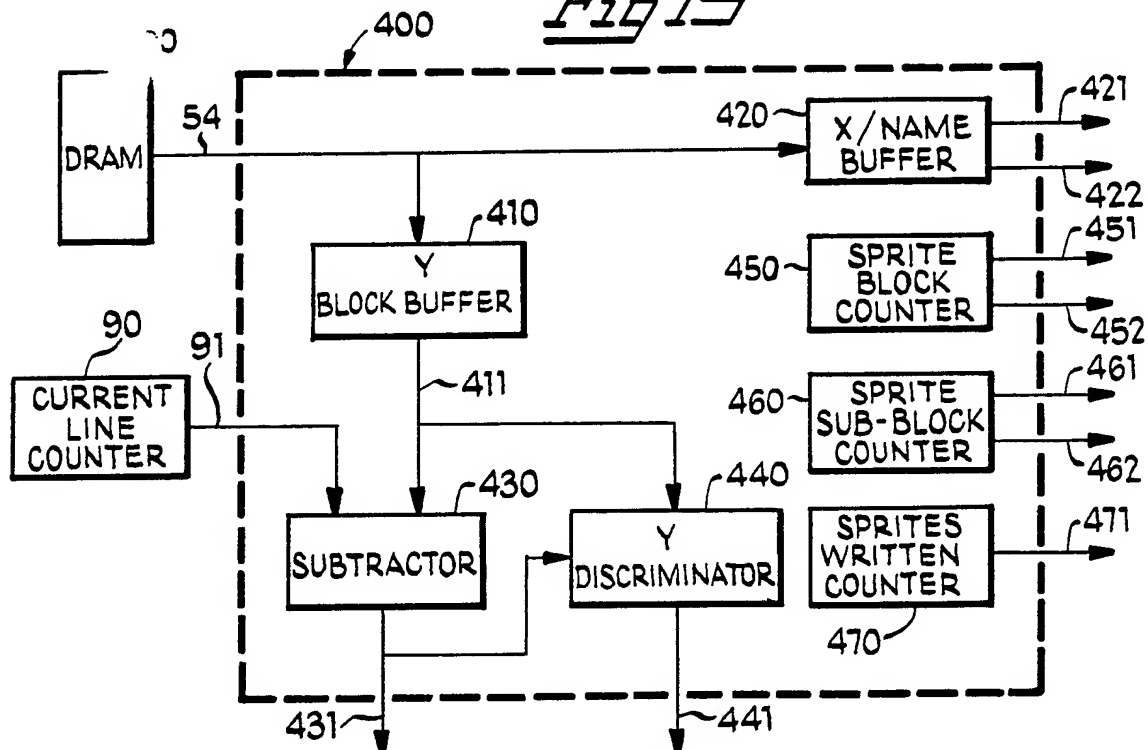 Fig 15
400
DRAM
54
420
X/NAME
BUFFER
421
422
410
Y
BLOCK BUFFER
450
SPRITE
BLOCK
COUNTER
451
452
90
91
CURRENT
LINE
COUNTER
411
460
SPRITE
SUB-BLOCK
COUNTER
461
462
430
SUBTRACTOR
440
Y
DISCRIMINATOR
SPRITES
WRITTEN
COUNTER
471
470
431
441